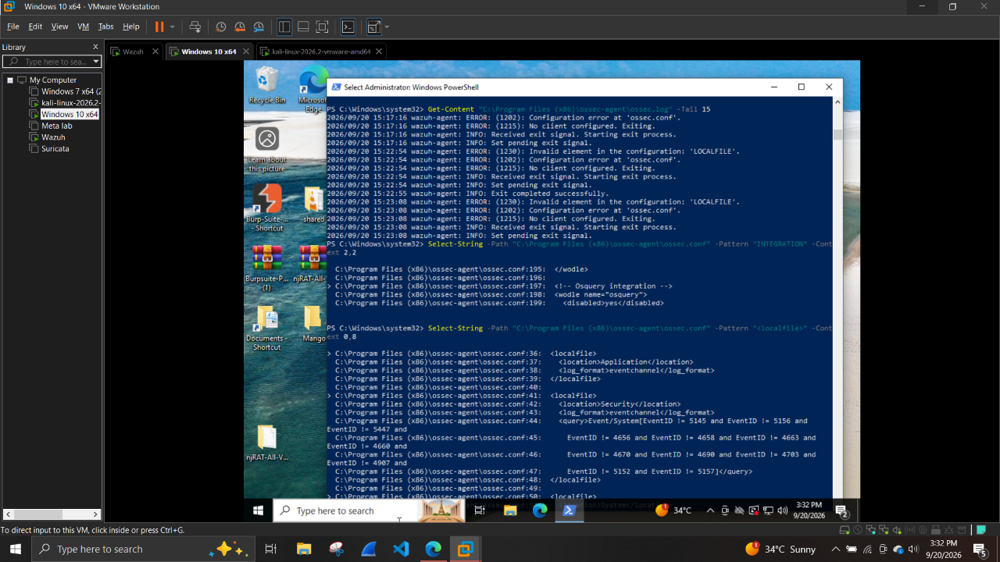 Windows 10 x64 - VMware Workstation
File Edit View VM Tabs Help
Library
Type here to sea...
My Computer
Windows 7 x64 (2
kali-linux-2026.2-
Windows 10 x64
Meta lab
Wazuh
Suricata
Wazuh
Windows 10 x64
kali-linux-2026.2-vmware-amd64
Recycle Bin
Microsof
Edge
Learn about
this picture
Burp-Suite-...
- Shortcut
shared
Burpsuite-P...
(1)
njRAT-All-V
Documents -
Shortcut
Mango
njRAT-All-V...
Select Administrator: Windows PowerShell
PS C:\Windows\system32> Get-Content "C:\Program Files (x86)\ossec-agent\ossec.log" -Tail 15
2026/09/20 15:17:16 wazuh-agent: ERROR: (1202): Configuration error at 'ossec.conf'.
2026/09/20 15:17:16 wazuh-agent: ERROR: (1215): No client configured. Exiting.
2026/09/20 15:17:16 wazuh-agent: INFO: Received exit signal. Starting exit process.
2026/09/20 15:17:16 wazuh-agent: INFO: Set pending exit signal.
2026/09/20 15:22:54 wazuh-agent: ERROR: (1230): Invalid element in the configuration: 'LOCALFILE'.
2026/09/20 15:22:54 wazuh-agent: ERROR: (1202): Configuration error at 'ossec.conf'.
2026/09/20 15:22:54 wazuh-agent: ERROR: (1215): No client configured. Exiting.
2026/09/20 15:22:54 wazuh-agent: INFO: Received exit signal. Starting exit process.
2026/09/20 15:22:54 wazuh-agent: INFO: Set pending exit signal.
2026/09/20 15:22:55 wazuh-agent: INFO: Exit completed successfully.
2026/09/20 15:23:08 wazuh-agent: ERROR: (1230): Invalid element in the configuration: 'LOCALFILE'.
2026/09/20 15:23:08 wazuh-agent: ERROR: (1202): Configuration error at 'ossec.conf'.
2026/09/20 15:23:08 wazuh-agent: ERROR: (1215): No client configured. Exiting.
2026/09/20 15:23:08 wazuh-agent: INFO: Received exit signal. Starting exit process.
2026/09/20 15:23:08 wazuh-agent: INFO: Set pending exit signal.
PS C:\Windows\system32> Select-String -Path "C:\Program Files (x86)\ossec-agent\ossec.conf" -Pattern "INTEGRATION" -Cont
ext 2,2
C:\Program Files (x86)\ossec-agent\ossec.conf:195: </wodle>
C:\Program Files (x86)\ossec-agent\ossec.conf:196:
> C:\Program Files (x86)\ossec-agent\ossec.conf:197: <!-- Osquery integration -->
C:\Program Files (x86)\ossec-agent\ossec.conf:198: <wodle name="osquery">
C:\Program Files (x86)\ossec-agent\ossec.conf:199: <disabled>yes</disabled>
PS C:\Windows\system32> Select-String -Path "C:\Program Files (x86)\ossec-agent\ossec.conf" -Pattern "<localfile>" -Cont
ext 0,8
> C:\Program Files (x86)\ossec-agent\ossec.conf:36: <localfile>
C:\Program Files (x86)\ossec-agent\ossec.conf:37: <location>Application</location>
C:\Program Files (x86)\ossec-agent\ossec.conf:38: <log_format>eventchannel</log_format>
C:\Program Files (x86)\ossec-agent\ossec.conf:39: </localfile>
C:\Program Files (x86)\ossec-agent\ossec.conf:40:
> C:\Program Files (x86)\ossec-agent\ossec.conf:41: <localfile>
C:\Program Files (x86)\ossec-agent\ossec.conf:42: <location>Security</location>
C:\Program Files (x86)\ossec-agent\ossec.conf:43: <log_format>eventchannel</log_format>
C:\Program Files (x86)\ossec-agent\ossec.conf:44: <query>Event/System[EventID != 5145 and EventID != 5156 and
EventID != 5447 and
C:\Program Files (x86)\ossec-agent\ossec.conf:45: EventID != 4656 and EventID != 4658 and EventID != 4663 and
EventID != 4660 and
C:\Program Files (x86)\ossec-agent\ossec.conf:46: EventID != 4670 and EventID != 4690 and EventID != 4703 and
EventID != 4907 and
C:\Program Files (x86)\ossec-agent\ossec.conf:47: EventID != 5152 and EventID != 5157]</query>
C:\Program Files (x86)\ossec-agent\ossec.conf:48: </localfile>
C:\Program Files (x86)\ossec-agent\ossec.conf:49:
> C:\Program Files (x86)\ossec-agent\ossec.conf:50: <localfile>
Type here to search
34°C
3:32 PM
9/20/2026
2
To direct input to this VM, click inside or press Ctrl+G.
Type here to search
34°C Sunny
3:32 PM
9/20/2026
5